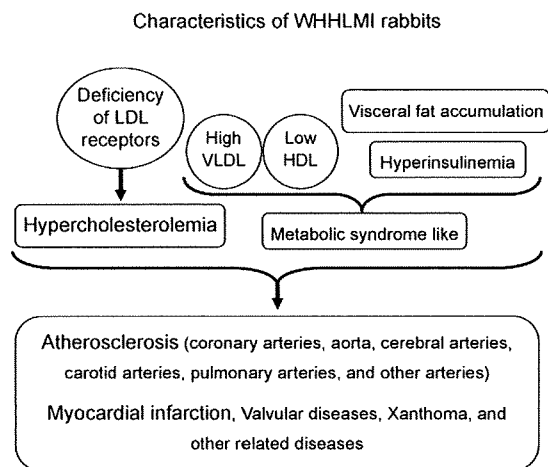 Characteristics of WHHLMI rabbits
Deficiency
of LDL
receptors
High
VLDL
Low
HDL
Visceral fat accumulation
Hyperinsulinemia
Hypercholesterolemia
Metabolic syndrome like
Atherosclerosis (coronary arteries, aorta, cerebral arteries,
carotid arteries, pulmonary arteries, and other arteries)
Myocardial infarction, Valvular diseases, Xanthoma, and
other related diseases